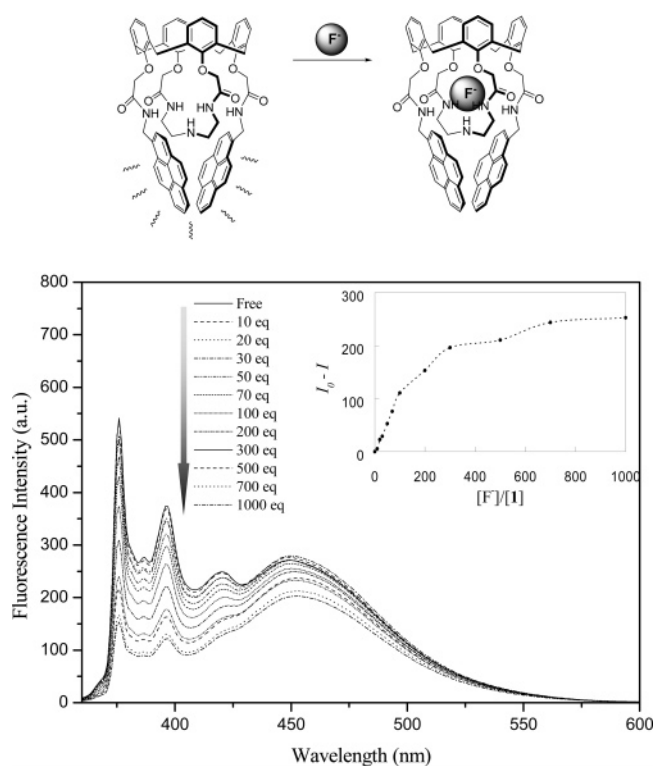 F⁻
O O O O
O NH HN O
NH N H HN
O O O O
O F⁻ O
NH N H HN
800
700
600
500
400
300
200
100
0
400
450
500
550
600
Fluorescence Intensity (a.u.)
Wavelength (nm)
Free
10 eq
20 eq
30 eq
50 eq
70 eq
100 eq
200 eq
300 eq
500 eq
700 eq
1000 eq
300
200
100
0
0 200 400 600 800 1000
I₀ - I
[F⁻]/[1]